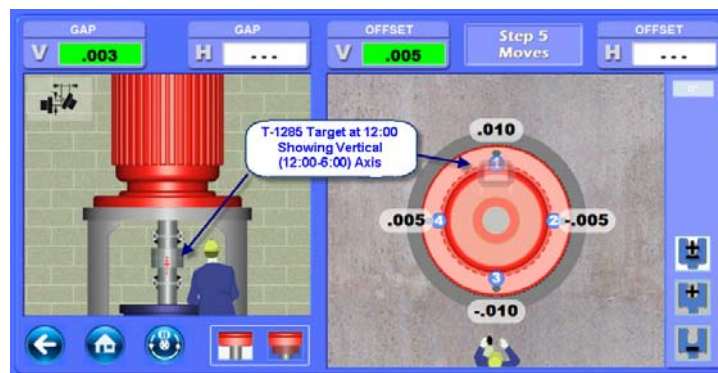 GAP
V .003
GAP
H ---
OFFSET
V .005
Step 5
Moves
OFFSET
H ---
T-1285 Target at 12:00
Showing Vertical
(12:00-6:00) Axis
.010
1
.005 4
2 -.005
3
-.010